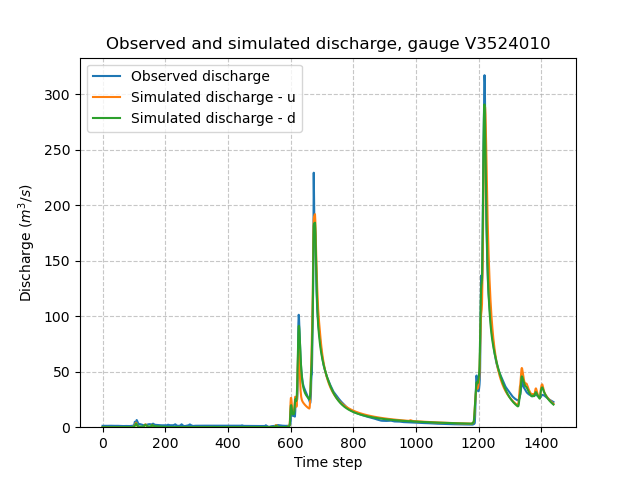 Observed and simulated discharge, gauge V3524010
Observed discharge
Simulated discharge - u
Simulated discharge - d
300
250
200
150
100
50
0
Discharge (m³/s)
0 200 400 600 800 1000 1200 1400
Time step